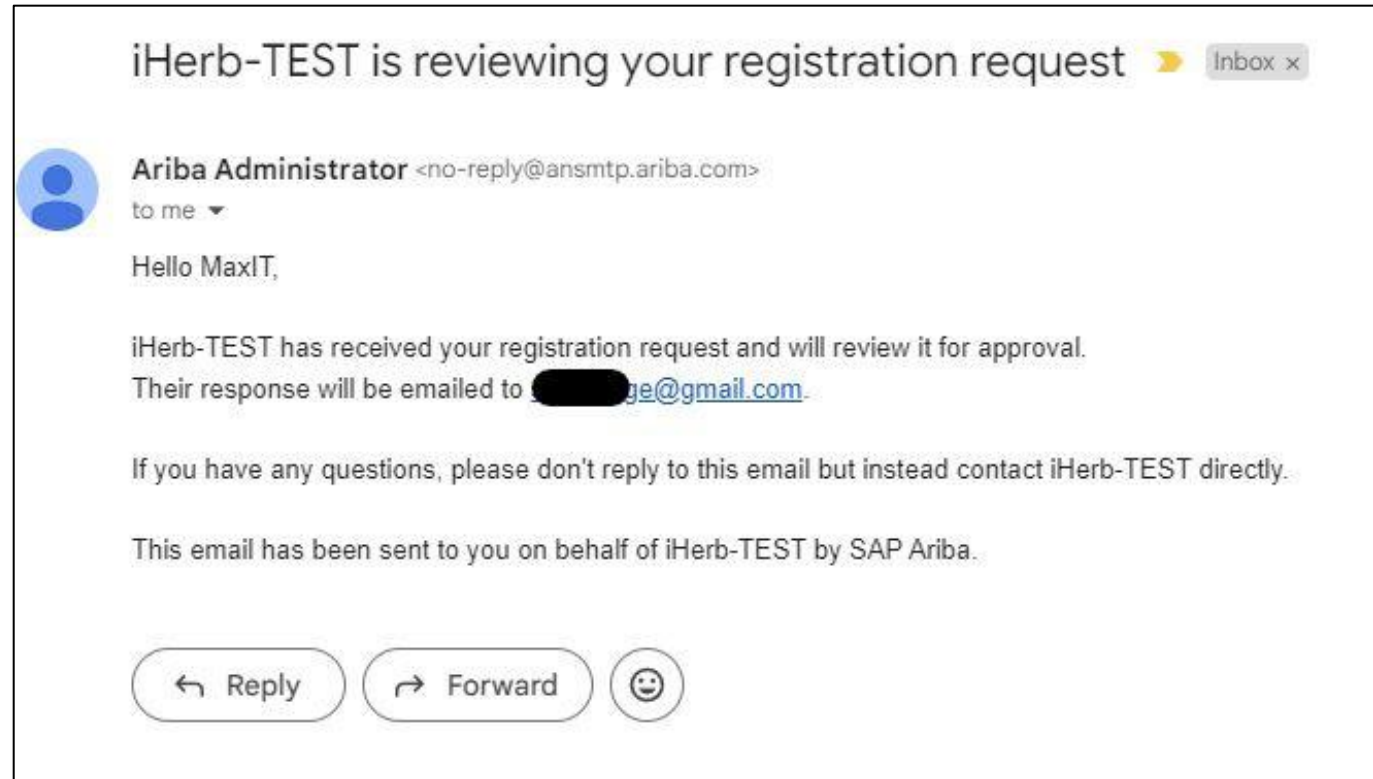 iHerb-TEST is reviewing your registration request Inbox x
Ariba Administrator <no-reply@ansmtp.ariba.com>
to me
Hello MaxIT,
iHerb-TEST has received your registration request and will review it for approval.
Their response will be emailed to ge@gmail.com.
If you have any questions, please don't reply to this email but instead contact iHerb-TEST directly.
This email has been sent to you on behalf of iHerb-TEST by SAP Ariba.
Reply Forward